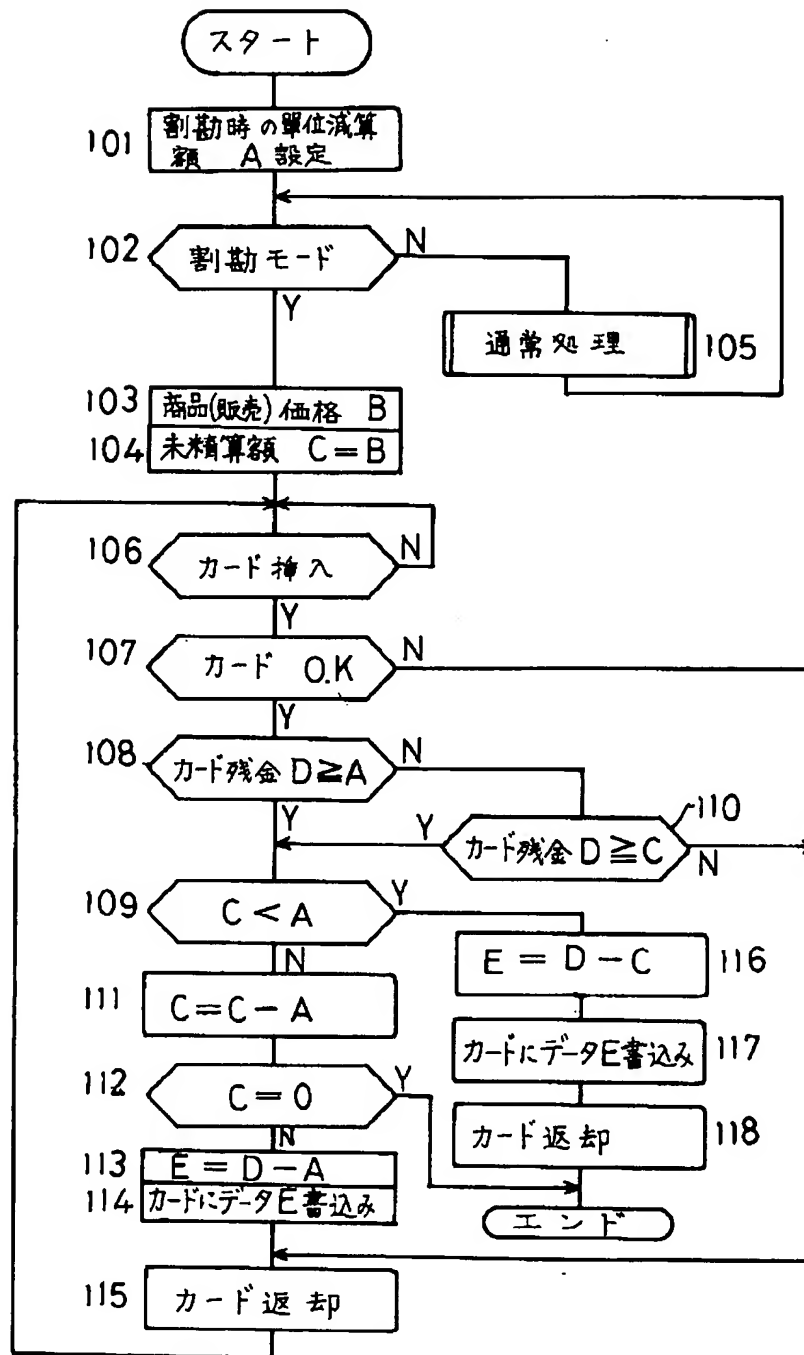 スタート
101
割勘時の單位減算
額 A設定
102
割勘モード
N
Y
通常処理
105
103
商品(販売)価格 B
104
未精算額 C=B
106
カード挿入
N
Y
107
カード O.K
N
Y
108
カード残金 D≧A
N
Y
110
カード残金 D≧C
Y
N
109
C<A
Y
N
E=D-C
116
111
C=C-A
カードにデータE書込み
117
112
C=0
Y
N
カード返却
118
113
E=D-A
114
カードにデータE書込み
エンド
115
カード返却